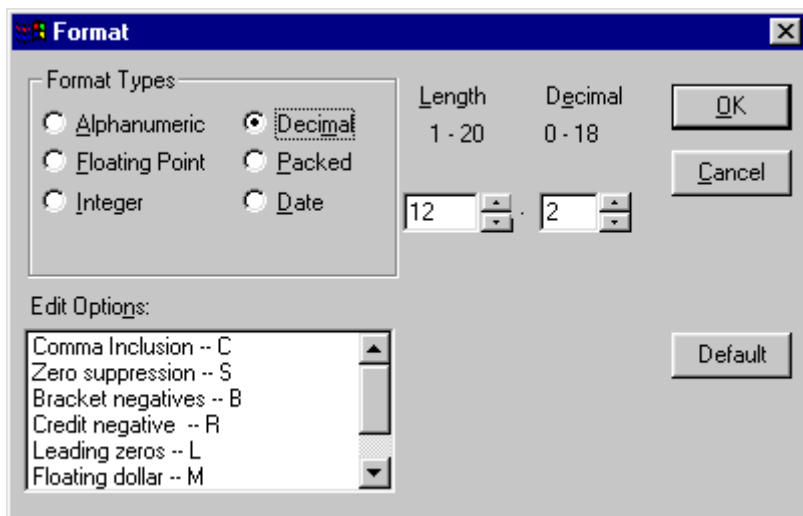 Format
Format Types
Alphanumeric
Decimal
Floating Point
Packed
Integer
Date
Length
Decimal
1 - 20
0 - 18
12 . 2
OK
Cancel
Edit Options:
Comma Inclusion -- C
Zero suppression -- S
Bracket negatives -- B
Credit negative -- R
Leading zeros -- L
Floating dollar -- M
Default